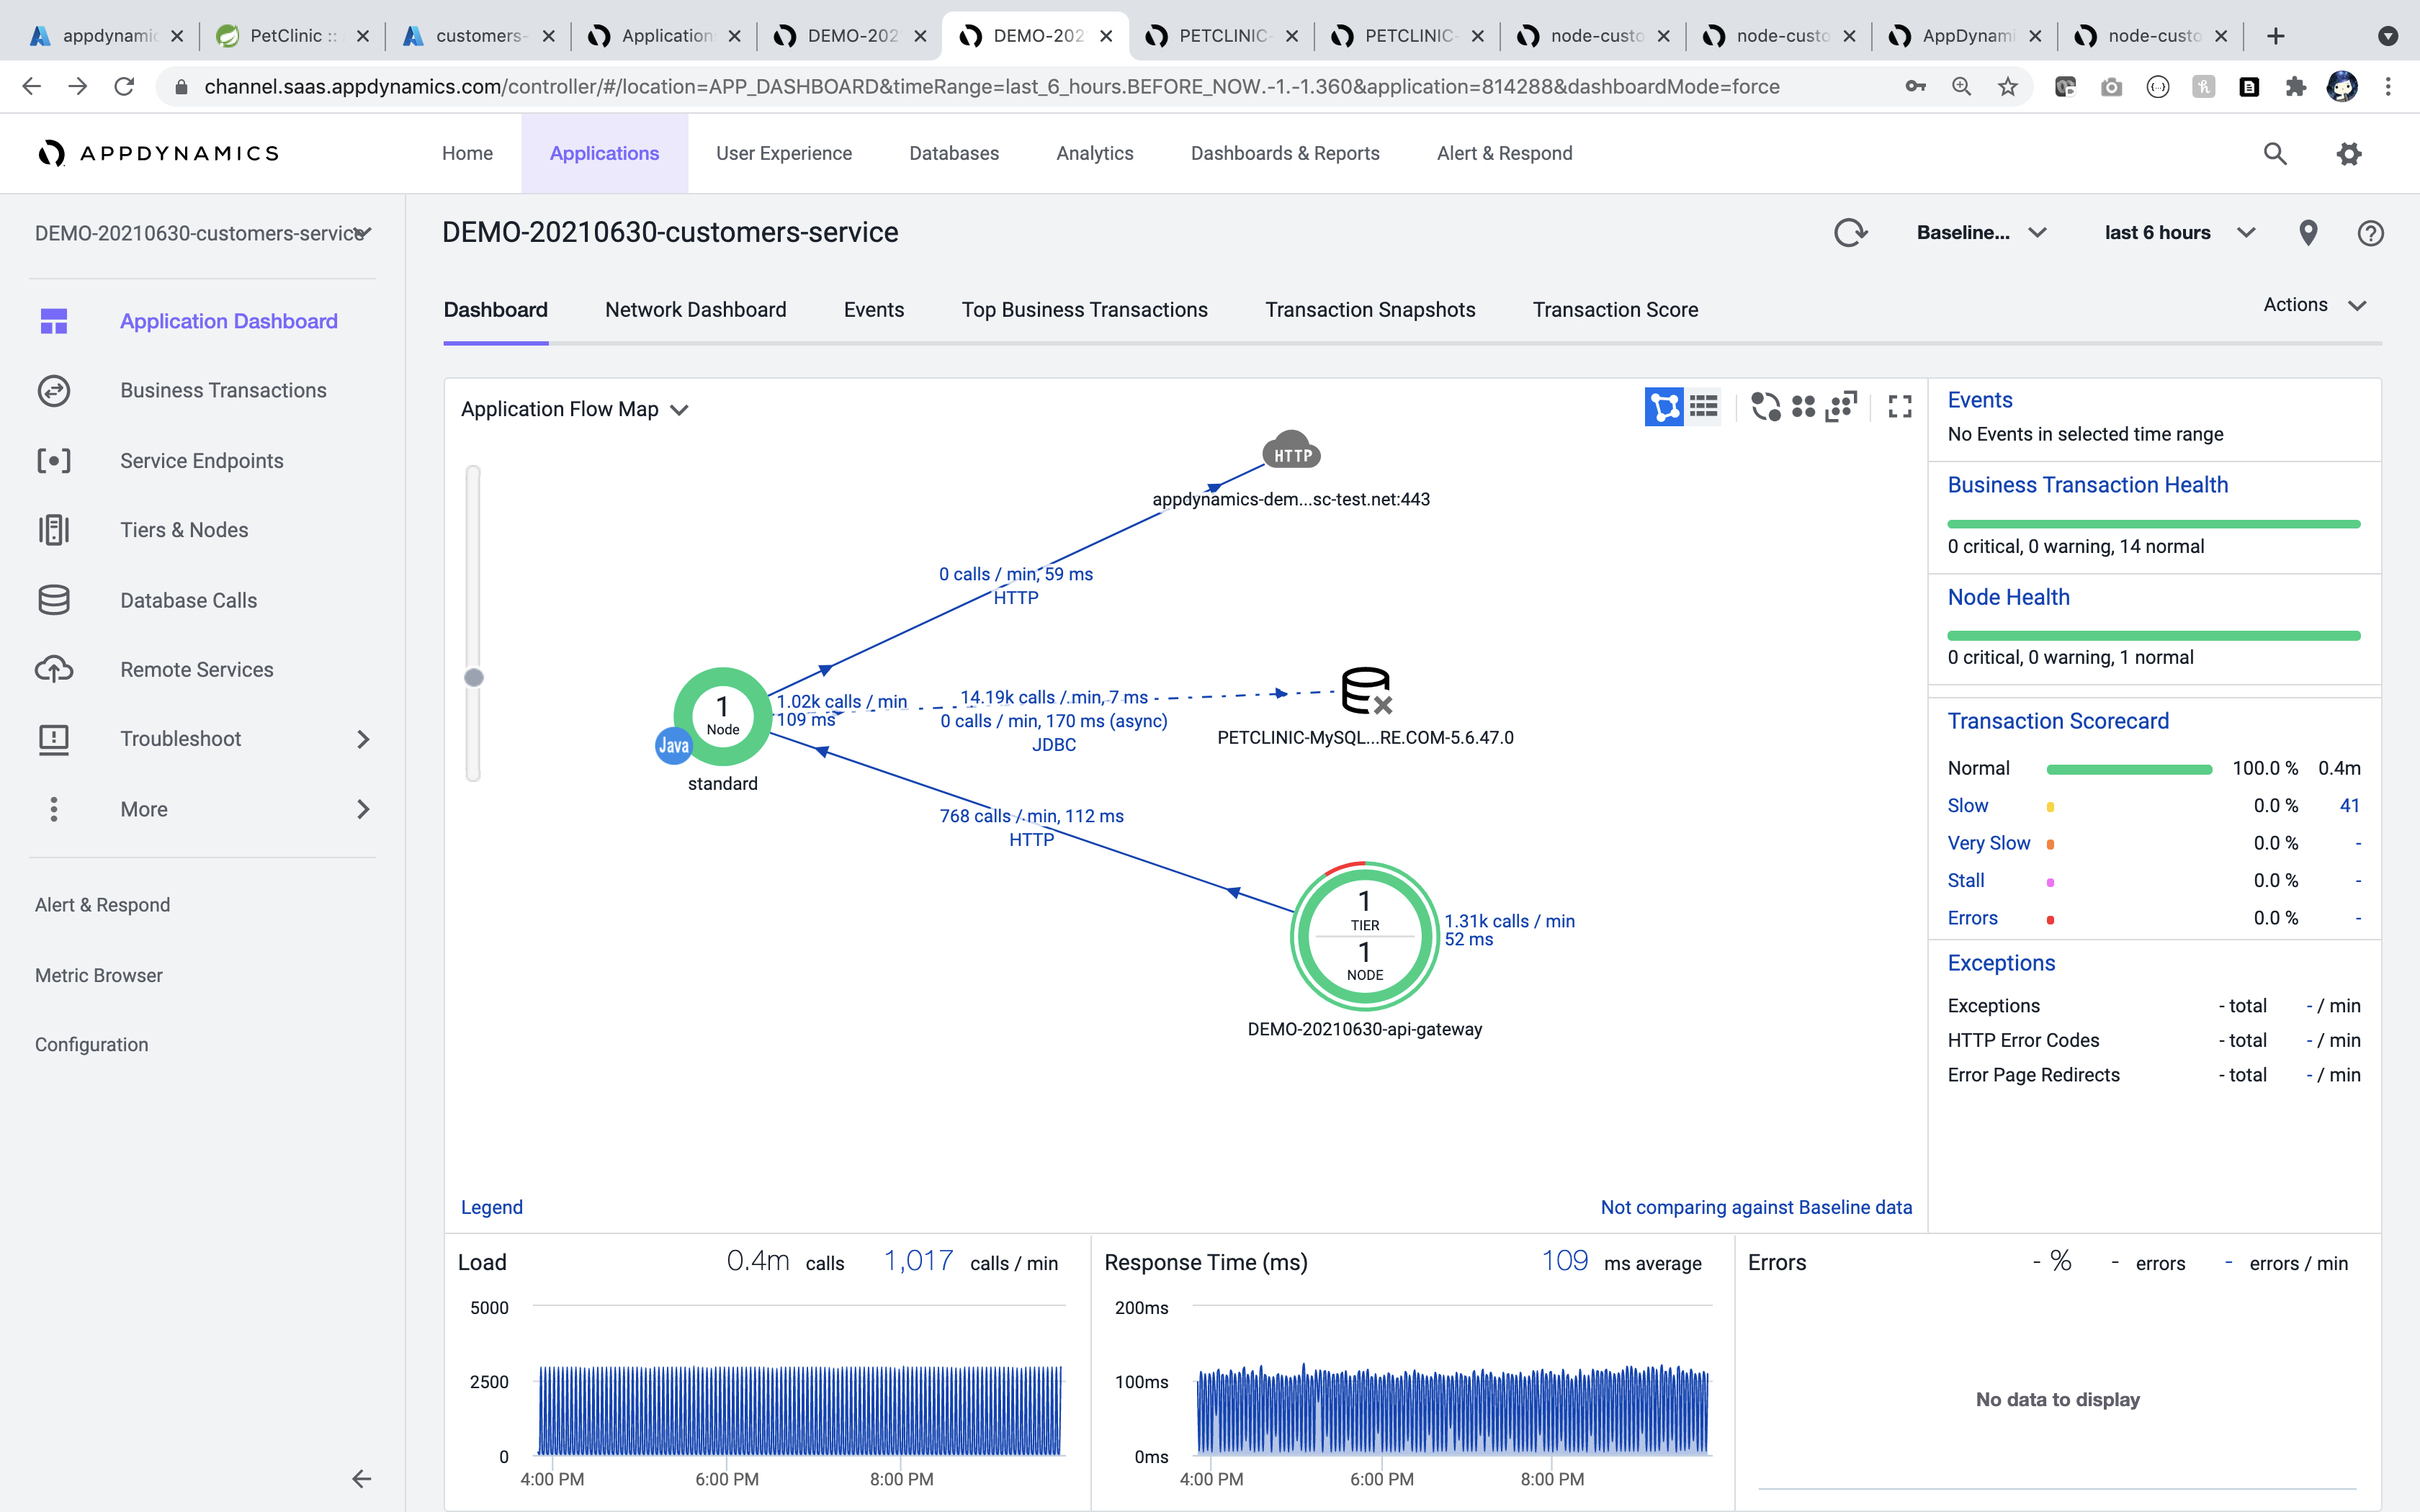 appdynamic
PetClinic ::
customers-
Application
DEMO-202
DEMO-202
PETCLINIC-
PETCLINIC-
node-custo
node-custo
AppDynami
node-custo
channel.saas.appdynamics.com/controller/#/location=APP_DASHBOARD&timeRange=last_6_hours.BEFORE_NOW.-1.-1.360&application=814288&dashboardMode=force
APPDYNAMICS
Home
Applications
User Experience
Databases
Analytics
Dashboards & Reports
Alert & Respond
DEMO-20210630-customers-service
Application Dashboard
Business Transactions
Service Endpoints
Tiers & Nodes
Database Calls
Remote Services
Troubleshoot
More
Alert & Respond
Metric Browser
Configuration
DEMO-20210630-customers-service
Baseline...
last 6 hours
Dashboard
Network Dashboard
Events
Top Business Transactions
Transaction Snapshots
Transaction Score
Actions
Application Flow Map
HTTP
appdynamics-dem...sc-test.net:443
0 calls / min, 59 ms
HTTP
1
Node
Java
standard
1.02k calls / min
109 ms
14.19k calls / min, 7 ms
0 calls / min, 170 ms (async)
JDBC
PETCLINIC-MySQL...RE.COM-5.6.47.0
768 calls / min, 112 ms
HTTP
1
TIER
1
NODE
1.31k calls / min
52 ms
DEMO-20210630-api-gateway
Legend
Not comparing against Baseline data
Events
No Events in selected time range
Business Transaction Health
0 critical, 0 warning, 14 normal
Node Health
0 critical, 0 warning, 1 normal
Transaction Scorecard
Normal 100.0 % 0.4m
Slow 0.0 % 41
Very Slow 0.0 % -
Stall 0.0 % -
Errors 0.0 % -
Exceptions
Exceptions - total - / min
HTTP Error Codes - total - / min
Error Page Redirects - total - / min
Load 0.4m calls 1,017 calls / min
5000
2500
0
4:00 PM 6:00 PM 8:00 PM
Response Time (ms) 109 ms average
200ms
100ms
0ms
4:00 PM 6:00 PM 8:00 PM
Errors - % - errors - errors / min
No data to display